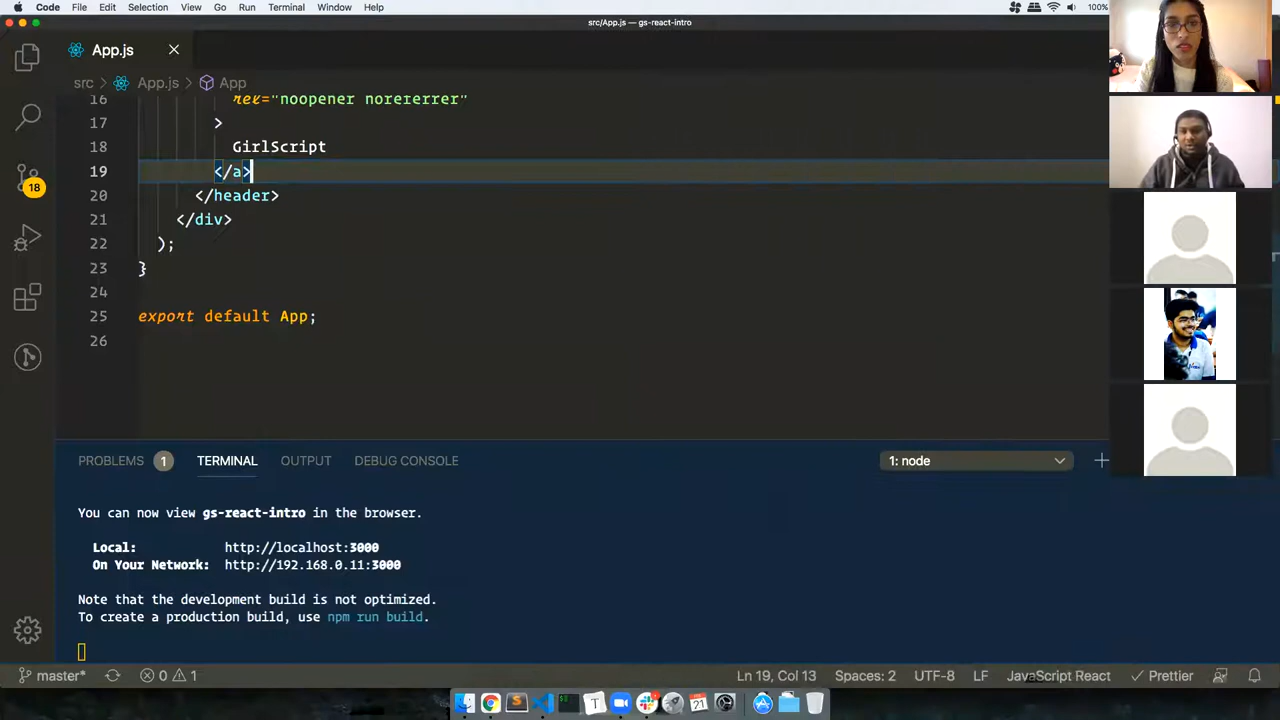 Code File Edit Selection View Go Run Terminal Window Help 100%
src/App.js — gs-react-intro
App.js
src > App.js > App
16 rel="noopener noreferrer"
17 >
18 GirlScript
19 </a>
20 </header>
21 </div>
22 );
23 }
24
25 export default App;
26
18
PROBLEMS 1 TERMINAL OUTPUT DEBUG CONSOLE 1: node
You can now view gs-react-intro in the browser.
Local: http://localhost:3000
On Your Network: http://192.168.0.11:3000
Note that the development build is not optimized.
To create a production build, use npm run build.
master* 0 1 Ln 19, Col 13 Spaces: 2 UTF-8 LF JavaScript React Prettier
21